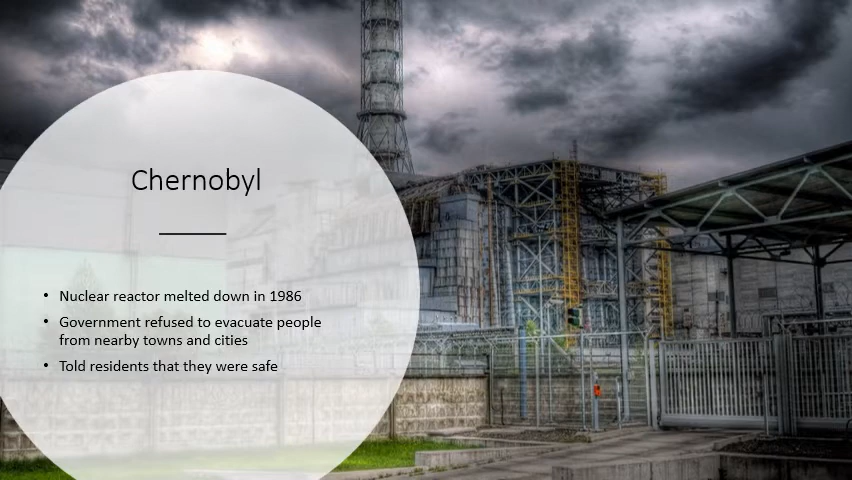 Chernobyl
• Nuclear reactor melted down in 1986
• Government refused to evacuate people
from nearby towns and cities
• Told residents that they were safe